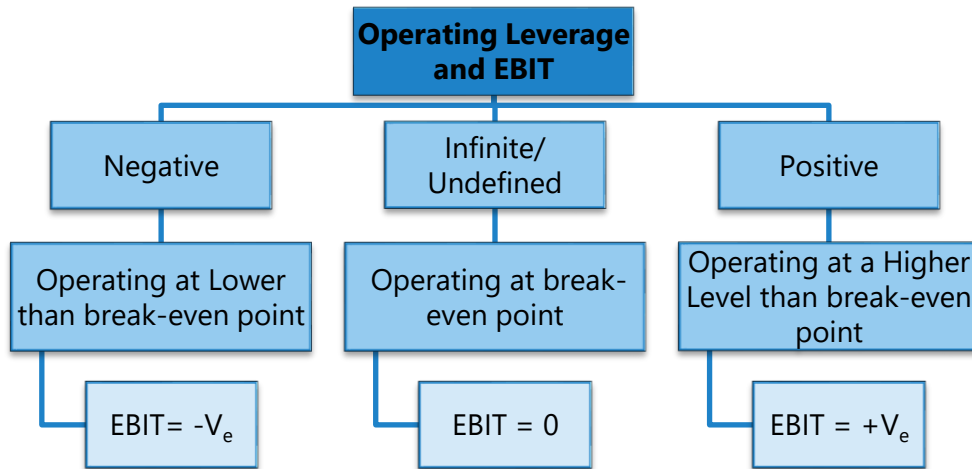 Operating Leverage
and EBIT
Negative
Infinite/
Undefined
Positive
Operating at Lower
than break-even point
Operating at break-
even point
Operating at a Higher
Level than break-even
point
EBIT= -Vₑ
EBIT = 0
EBIT = +Vₑ